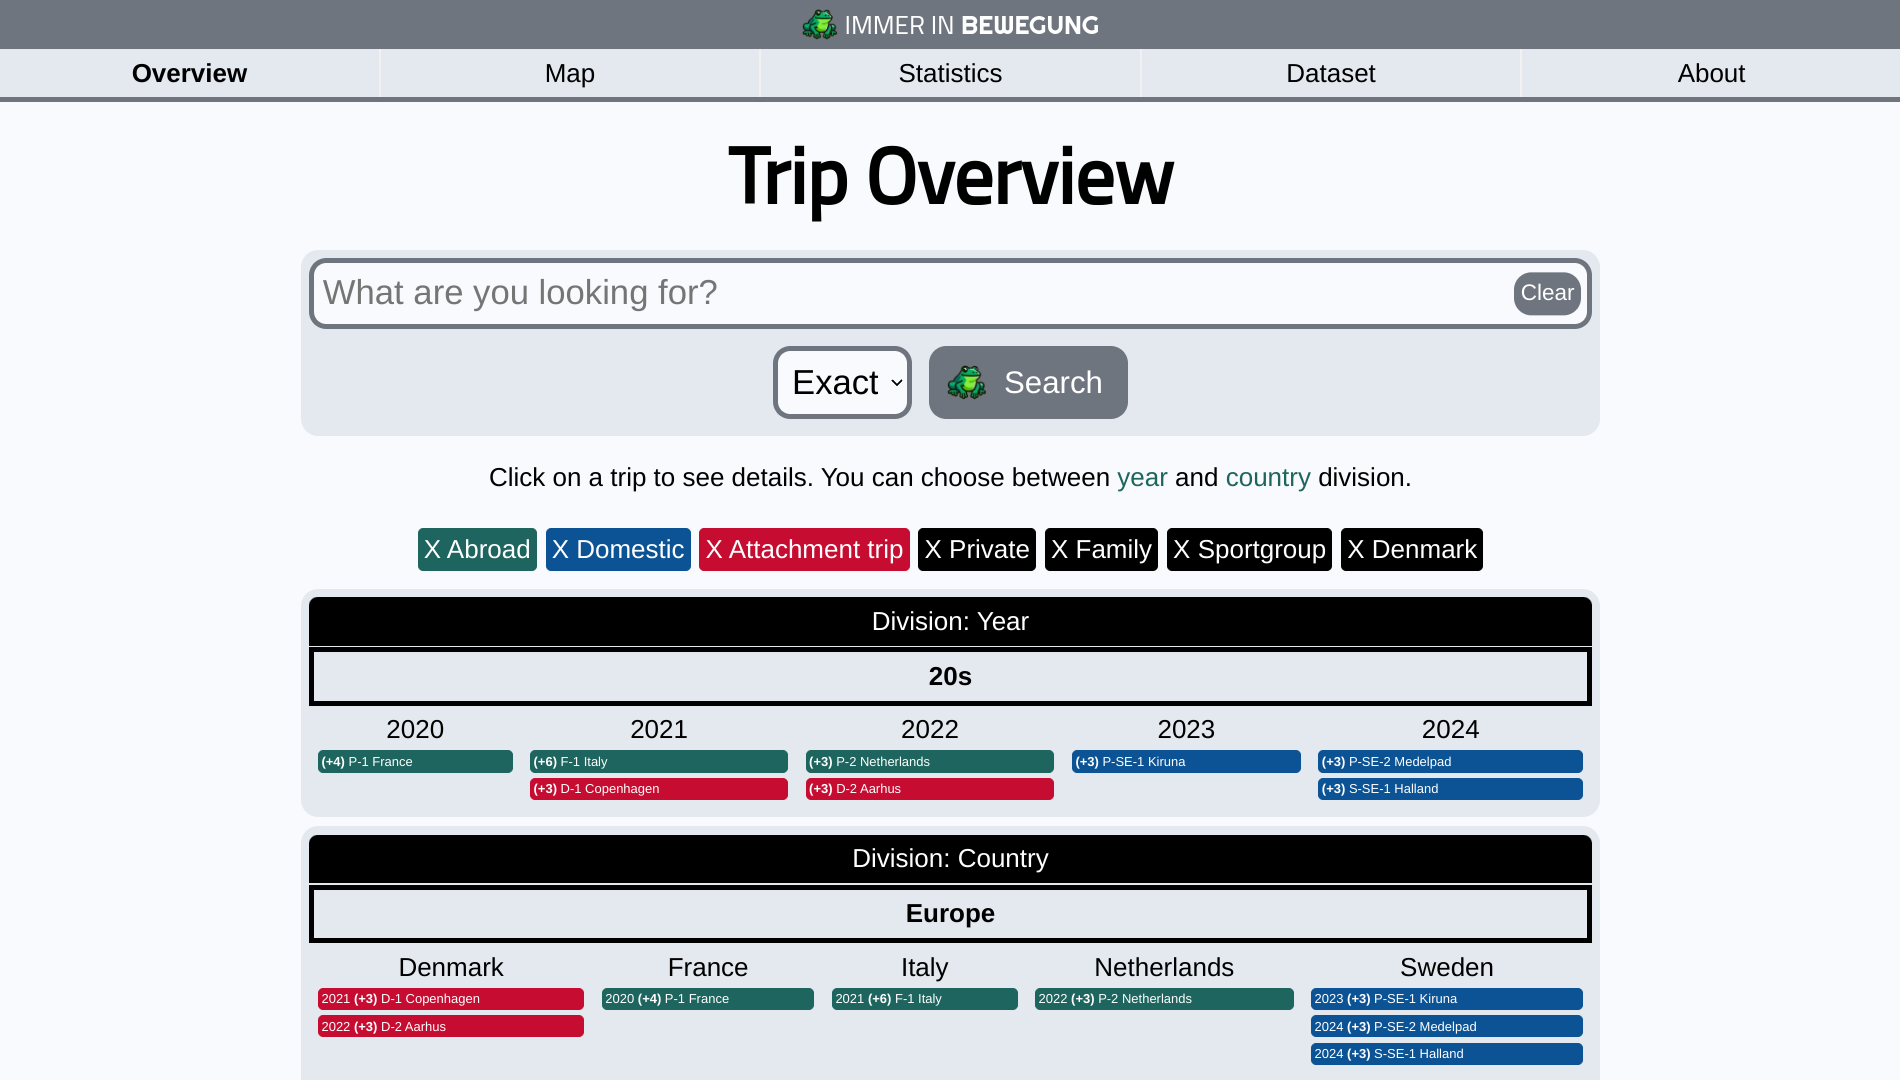 IMMER IN BEWEGUNG
Overview Map Statistics Dataset About
Trip Overview
What are you looking for? Clear
Exact Search
Click on a trip to see details. You can choose between year and country division.
X Abroad X Domestic X Attachment trip X Private X Family X Sportgroup X Denmark
Division: Year
20s
2020 2021 2022 2023 2024
(+4) P-1 France (+6) F-1 Italy (+3) P-2 Netherlands (+3) P-SE-1 Kiruna (+3) P-SE-2 Medelpad
(+3) D-1 Copenhagen (+3) D-2 Aarhus (+3) S-SE-1 Halland
Division: Country
Europe
Denmark France Italy Netherlands Sweden
2021 (+3) D-1 Copenhagen 2020 (+4) P-1 France 2021 (+6) F-1 Italy 2022 (+3) P-2 Netherlands 2023 (+3) P-SE-1 Kiruna
2022 (+3) D-2 Aarhus 2024 (+3) P-SE-2 Medelpad
2024 (+3) S-SE-1 Halland